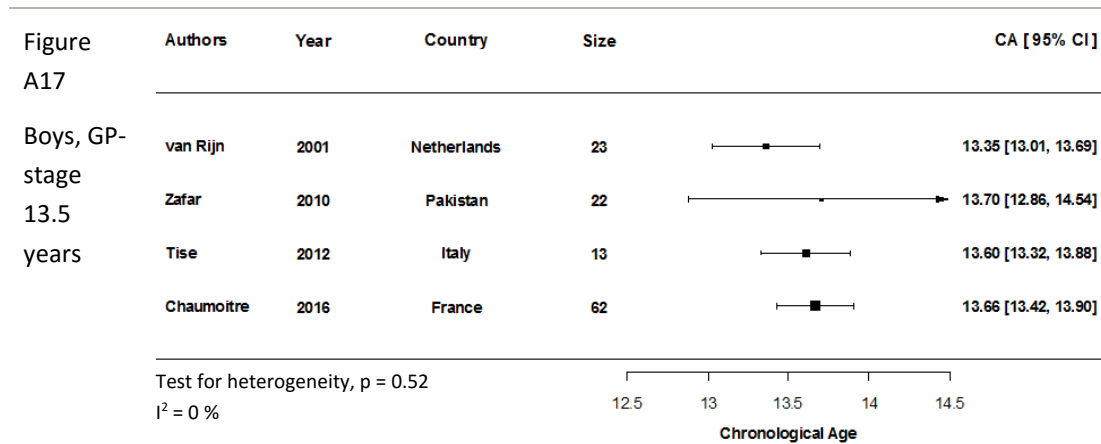 Figure
A17
Boys, GP-
stage
13.5
years
Authors Year Country Size CA [ 95% CI ]
van Rijn 2001 Netherlands 23 13.35 [13.01, 13.69]
Zafar 2010 Pakistan 22 13.70 [12.86, 14.54]
Tise 2012 Italy 13 13.60 [13.32, 13.88]
Chaumoitre 2016 France 62 13.66 [13.42, 13.90]
Test for heterogeneity, p = 0.52
I² = 0 %
12.5 13 13.5 14 14.5
Chronological Age